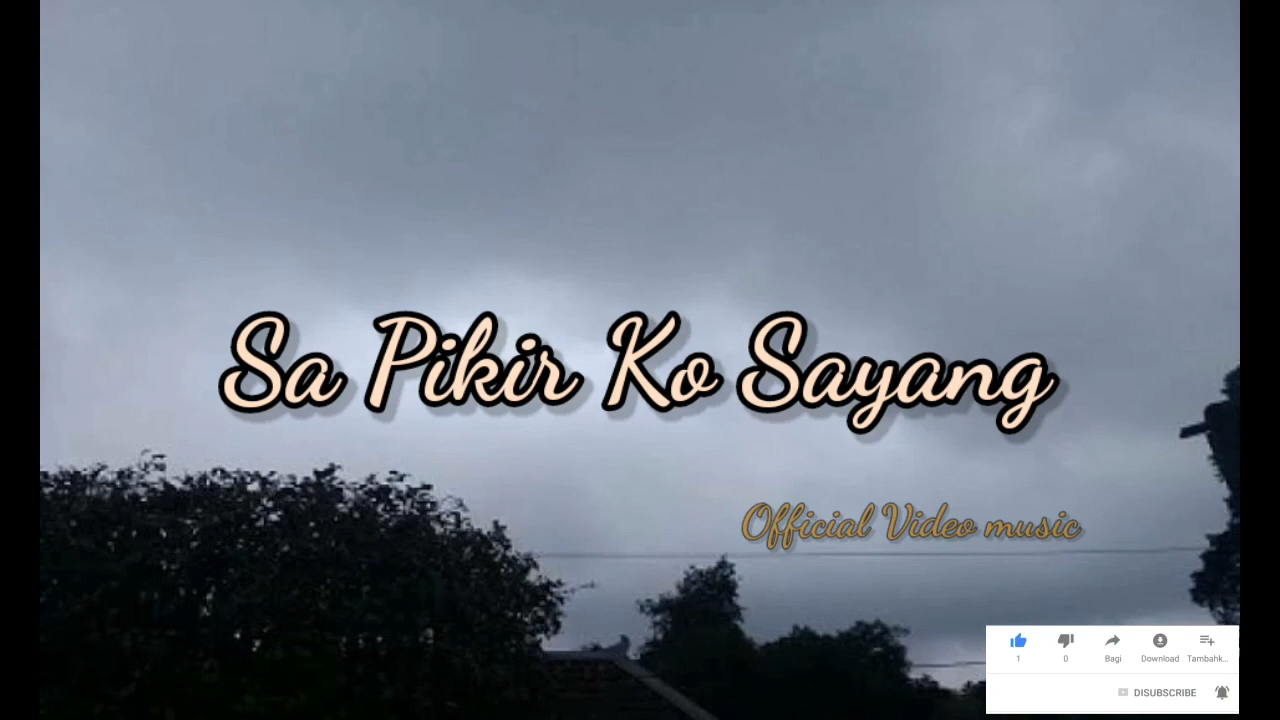 Sa Pikir Ko Sayang
Official Video music
1 0 Bagi Download Tambahk...
DISUBSCRIBE